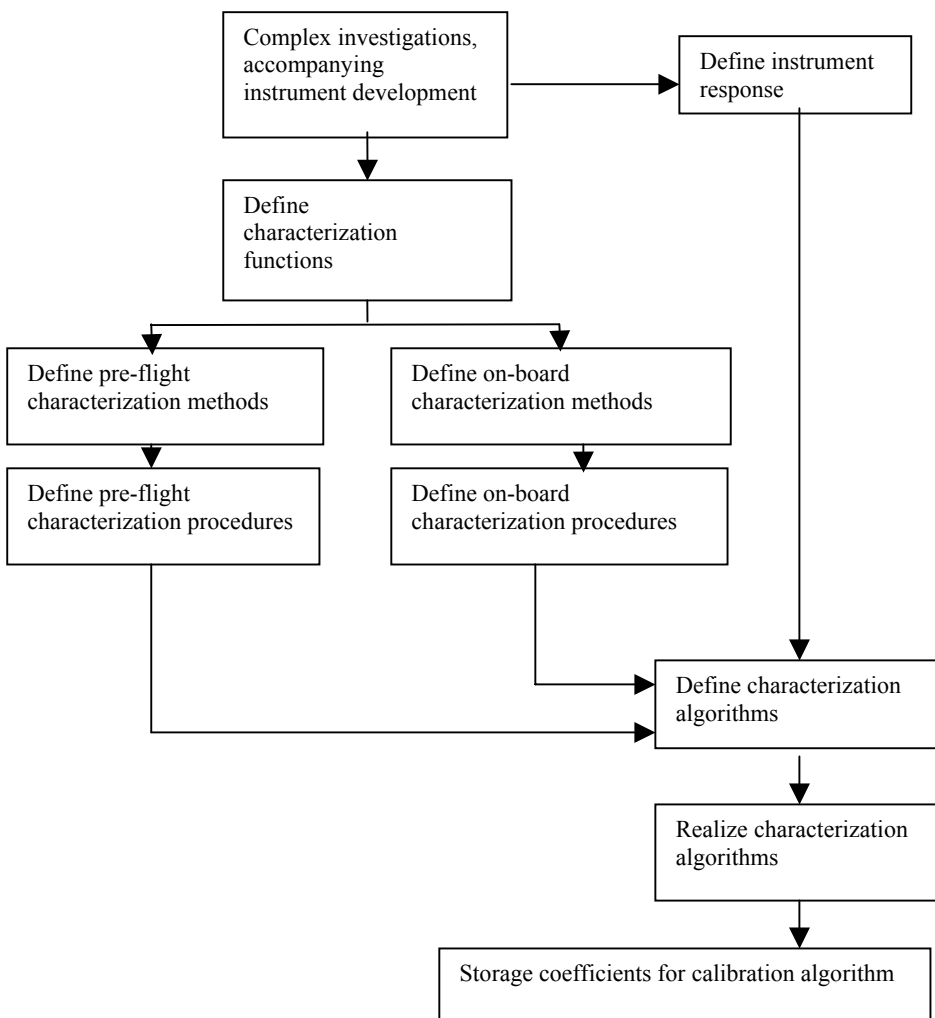 Complex investigations,
accompanying
instrument development
Define instrument
response
Define
characterization
functions
Define pre-flight
characterization methods
Define on-board
characterization methods
Define pre-flight
characterization procedures
Define on-board
characterization procedures
Define characterization
algorithms
Realize characterization
algorithms
Storage coefficients for calibration algorithm